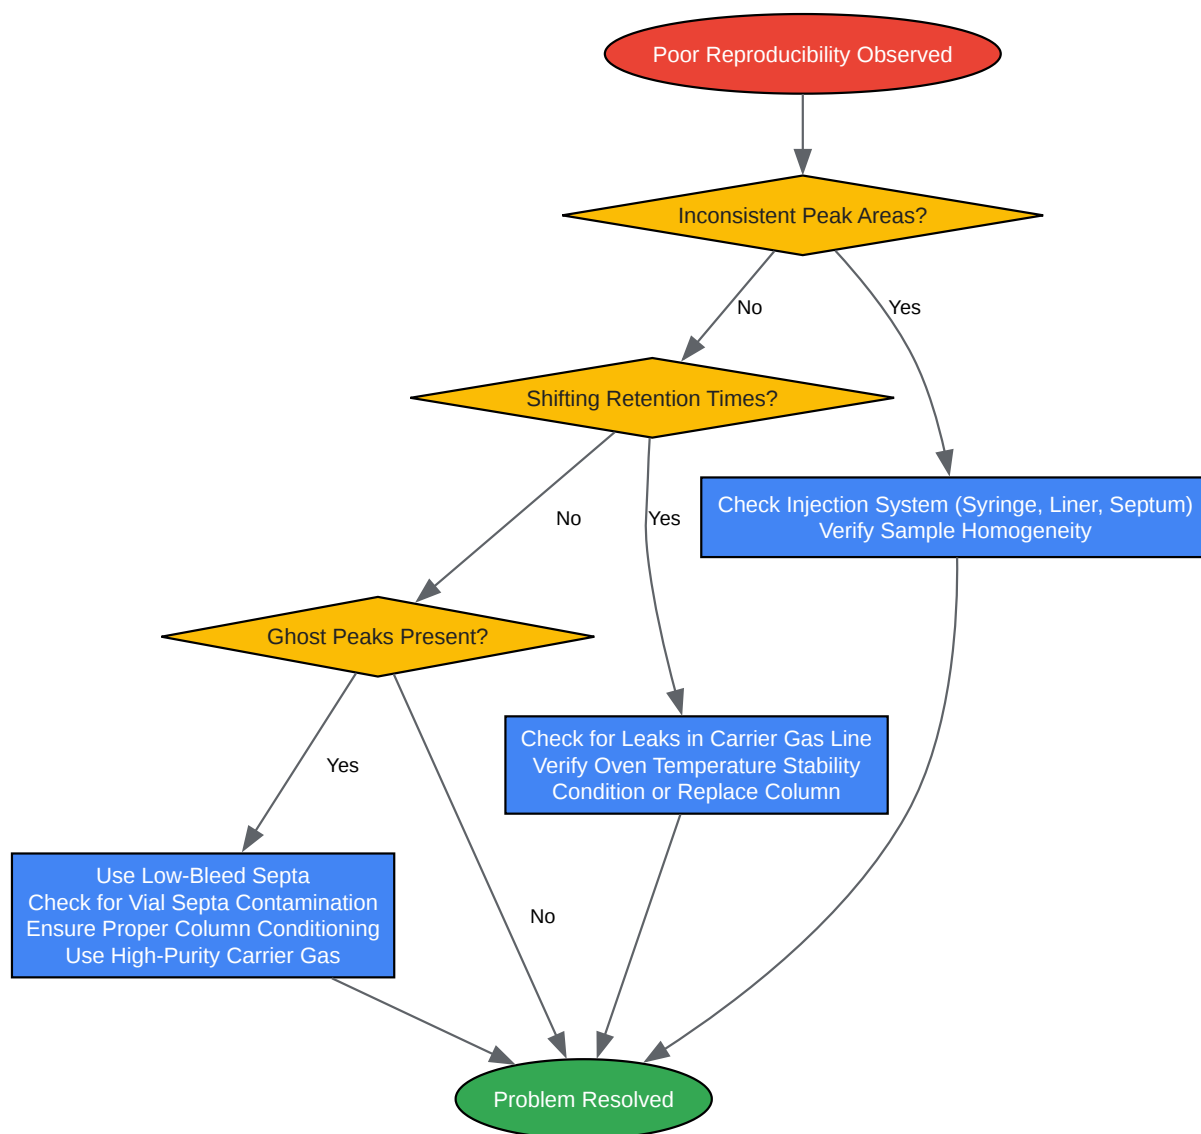 Poor Reproducibility Observed
Inconsistent Peak Areas?
No
Yes
Shifting Retention Times?
Check Injection System (Syringe, Liner, Septum)
Verify Sample Homogeneity
No
Yes
Ghost Peaks Present?
Check for Leaks in Carrier Gas Line
Verify Oven Temperature Stability
Condition or Replace Column
Yes
Use Low-Bleed Septa
Check for Vial Septa Contamination
Ensure Proper Column Conditioning
Use High-Purity Carrier Gas
No
Problem Resolved